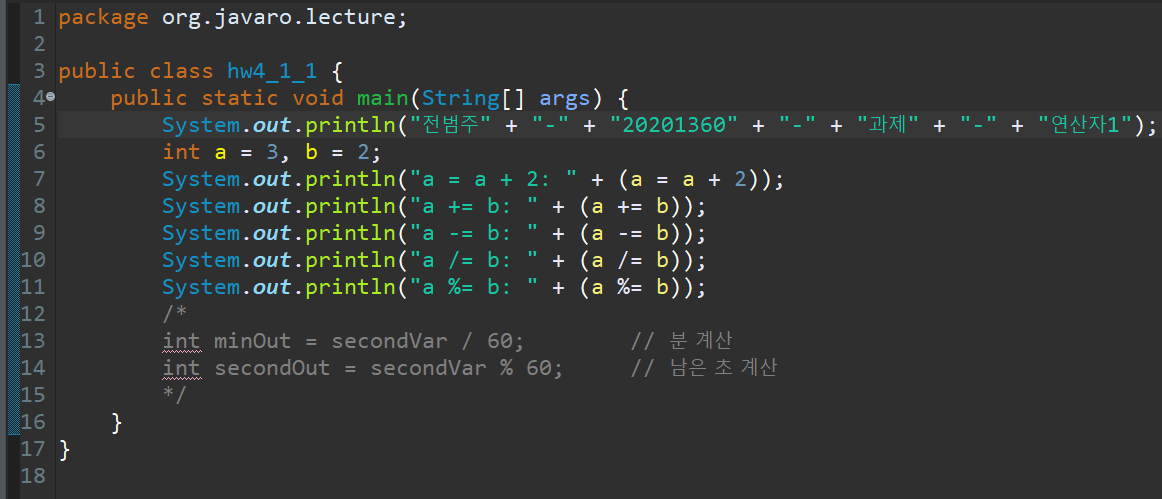 1 package org.javaro.lecture;
2
3 public class hw4_1_1 {
4 public static void main(String[] args) {
5 System.out.println("전범주" + "-" + "20201360" + "-" + "과제" + "-" + "연산자1");
6 int a = 3, b = 2;
7 System.out.println("a = a + 2: " + (a = a + 2));
8 System.out.println("a += b: " + (a += b));
9 System.out.println("a -= b: " + (a -= b));
10 System.out.println("a /= b: " + (a /= b));
11 System.out.println("a %= b: " + (a %= b));
12 /*
13 int minOut = secondVar / 60; // 분 계산
14 int secondOut = secondVar % 60; // 남은 초 계산
15 */
16 }
17 }
18